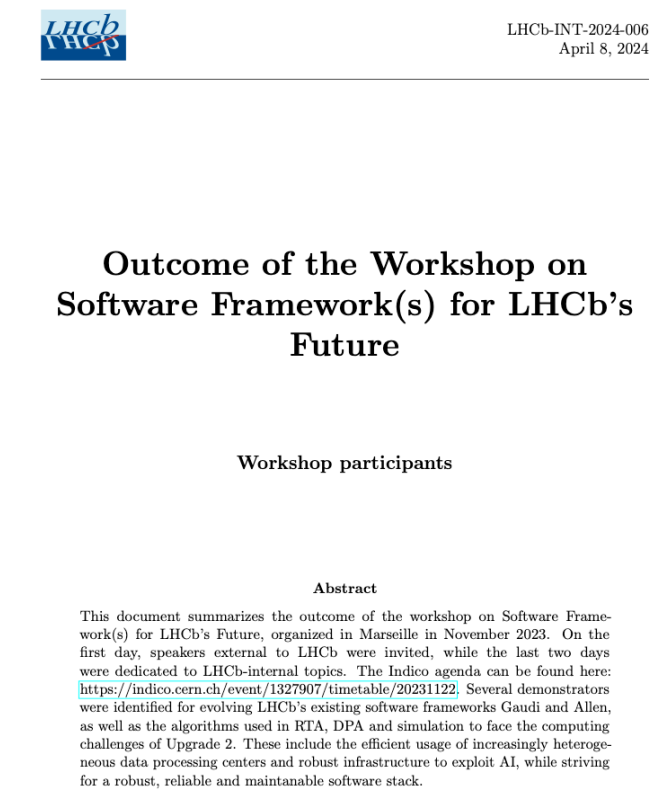 LHCb
LHCb-INT-2024-006
April 8, 2024
Outcome of the Workshop on
Software Framework(s) for LHCb's
Future
Workshop participants
Abstract
This document summarizes the outcome of the workshop on Software Frame-
work(s) for LHCb's Future, organized in Marseille in November 2023. On the
first day, speakers external to LHCb were invited, while the last two days
were dedicated to LHCb-internal topics. The Indico agenda can be found here:
https://indico.cern.ch/event/1327907/timetable/20231122. Several demonstrators
were identified for evolving LHCb's existing software frameworks Gaudi and Allen,
as well as the algorithms used in RTA, DPA and simulation to face the computing
challenges of Upgrade 2. These include the efficient usage of increasingly heteroge-
neous data processing centers and robust infrastructure to exploit AI, while striving
for a robust, reliable and maintanable software stack.